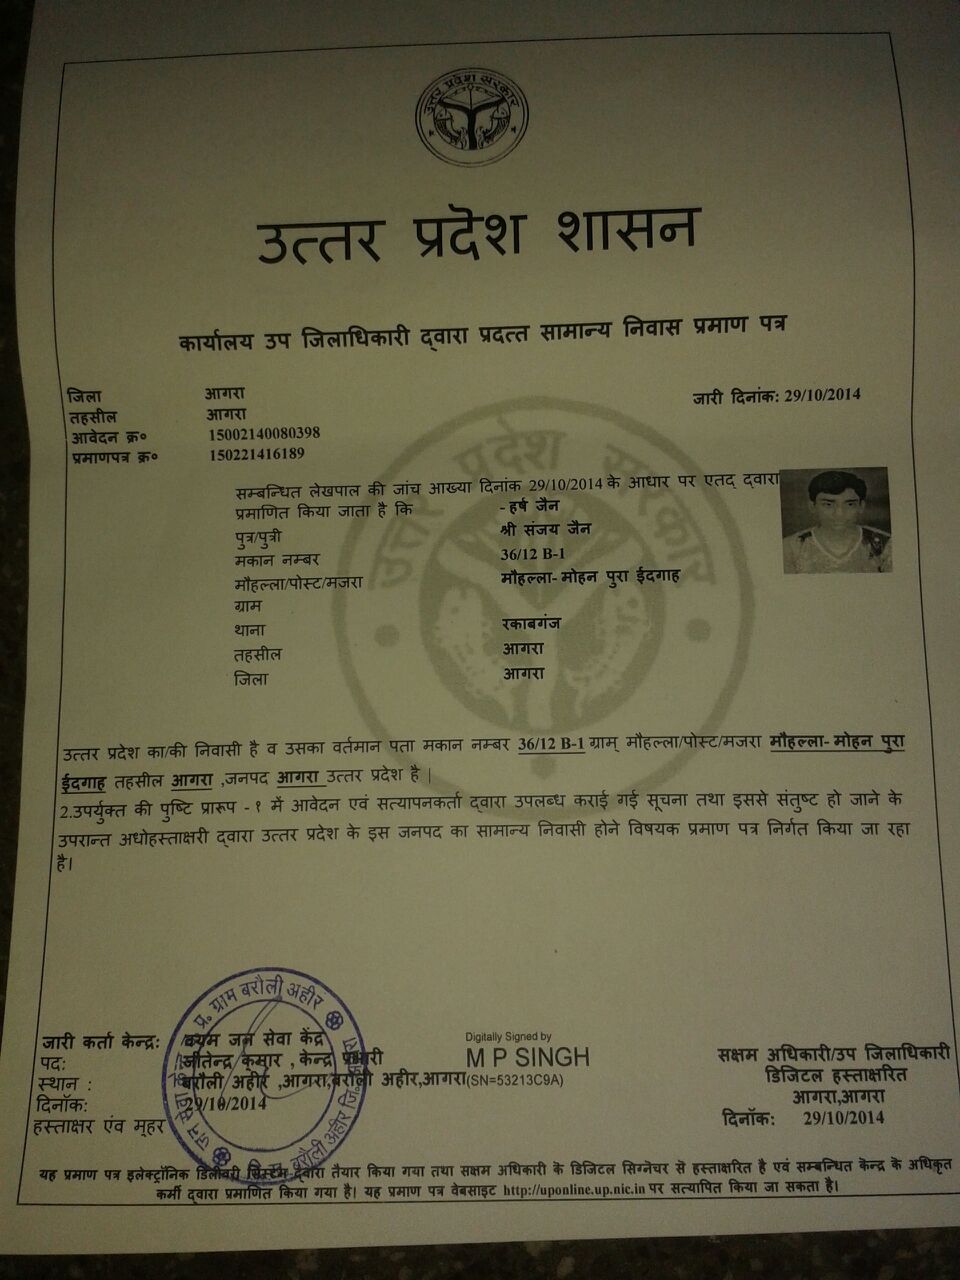 उत्तर प्रदेश सरकार
उत्तर प्रदेश शासन
कार्यालय उप जिलाधिकारी द्वारा प्रदत्त सामान्य निवास प्रमाण पत्र
जिला आगरा जारी दिनांक: 29/10/2014
तहसील आगरा
आवेदन क्र० 15002140080398
प्रमाणपत्र क्र० 150221416189
सम्बन्धित लेखपाल की जांच आख्या दिनांक 29/10/2014 के आधार पर एतद् द्वारा
प्रमाणित किया जाता है कि - हर्ष जैन
पुत्र/पुत्री श्री संजय जैन
मकान नम्बर 36/12 B-1
मौहल्ला/पोस्ट/मजरा मौहल्ला- मोहन पुरा ईदगाह
ग्राम
थाना रकाबगंज
तहसील आगरा
जिला आगरा
उत्तर प्रदेश का/की निवासी है व उसका वर्तमान पता मकान नम्बर 36/12 B-1 ग्राम् मौहल्ला/पोस्ट/मजरा मौहल्ला- मोहन पुरा
ईदगाह तहसील आगरा ,जनपद आगरा उत्तर प्रदेश है |
2.उपर्युक्त की पुष्टि प्रारूप - १ में आवेदन एवं सत्यापनकर्ता द्वारा उपलब्ध कराई गई सूचना तथा इससे संतुष्ट हो जाने के
उपरान्त अधोहस्ताक्षरी द्वारा उत्तर प्रदेश के इस जनपद का सामान्य निवासी होने विषयक प्रमाण पत्र निर्गत किया जा रहा
है।
जारी कर्ता केन्द्र: जन सेवा केंद्र
पद: जीतेन्द्र कुमार , केन्द्र प्रभारी
स्थान : बरौली अहीर ,आगरा,बरौली अहीर,आगरा
दिनॉक: 29/10/2014
हस्ताक्षर एंव मूहर
ग्राम बरौली अहीर
जन सेवा
बरौली अहीर जि.
Digitally Signed by
M P SINGH
(SN=53213C9A)
सक्षम अधिकारी/उप जिलाधिकारी
डिजिटल हस्ताक्षरित
आगरा,आगरा
दिनॉक: 29/10/2014
यह प्रमाण पत्र इलेक्ट्रॉनिक डिलीवरी सिस्टम द्वारा तैयार किया गया तथा सक्षम अधिकारी के डिजिटल सिग्नेचर से हस्ताक्षरित है एवं सम्बन्धित केन्द्र के अधिकृत
कर्मी द्वारा प्रमाणित किया गया है। यह प्रमाण पत्र वेबसाइट http://uponline.up.nic.in पर सत्यापित किया जा सकता है।